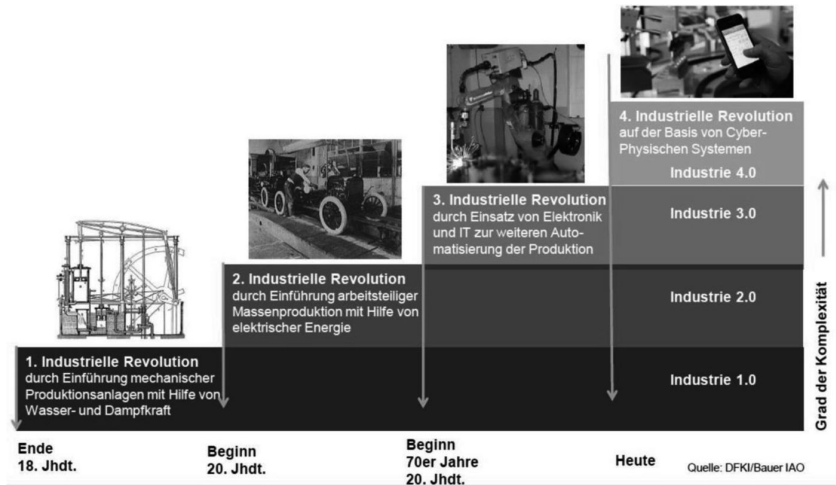 4. Industrielle Revolution
auf der Basis von Cyber-
Physischen Systemen
Industrie 4.0
3. Industrielle Revolution
durch Einsatz von Elektronik
und IT zur weiteren Auto-
matisierung der Produktion
Industrie 3.0
2. Industrielle Revolution
durch Einführung arbeitsteiliger
Massenproduktion mit Hilfe von
elektrischer Energie
Industrie 2.0
1. Industrielle Revolution
durch Einführung mechanischer
Produktionsanlagen mit Hilfe von
Wasser- und Dampfkraft
Industrie 1.0
Grad der Komplexität
Ende
18. Jhdt.
Beginn
20. Jhdt.
Beginn
70er Jahre
20. Jhdt.
Heute
Quelle: DFKI/Bauer IAO